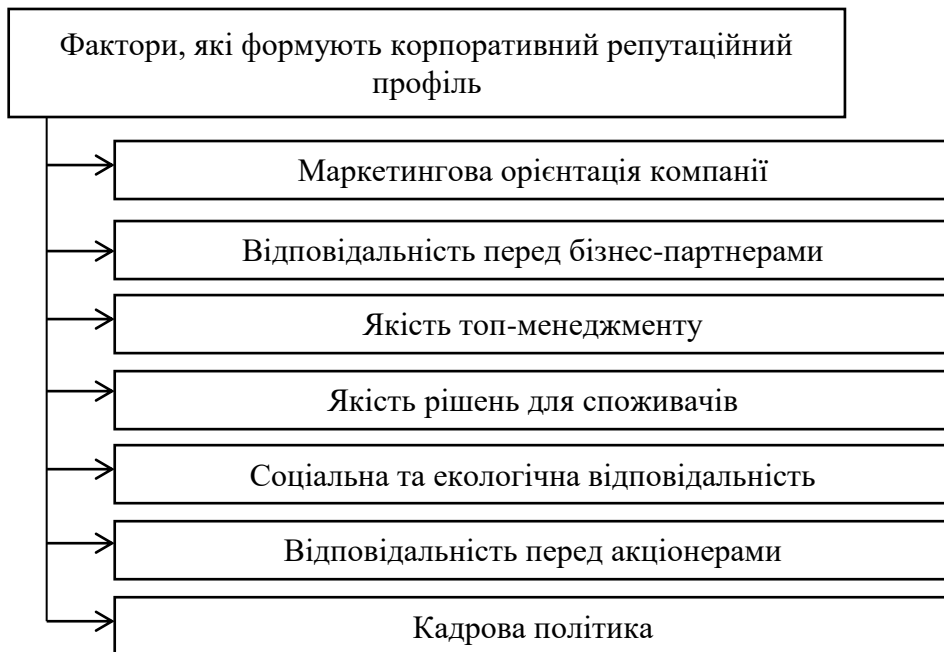 Фактори, які формують корпоративний репутаційний
профіль
Маркетингова орієнтація компанії
Відповідальність перед бізнес-партнерами
Якість топ-менеджменту
Якість рішень для споживачів
Соціальна та екологічна відповідальність
Відповідальність перед акціонерами
Кадрова політика